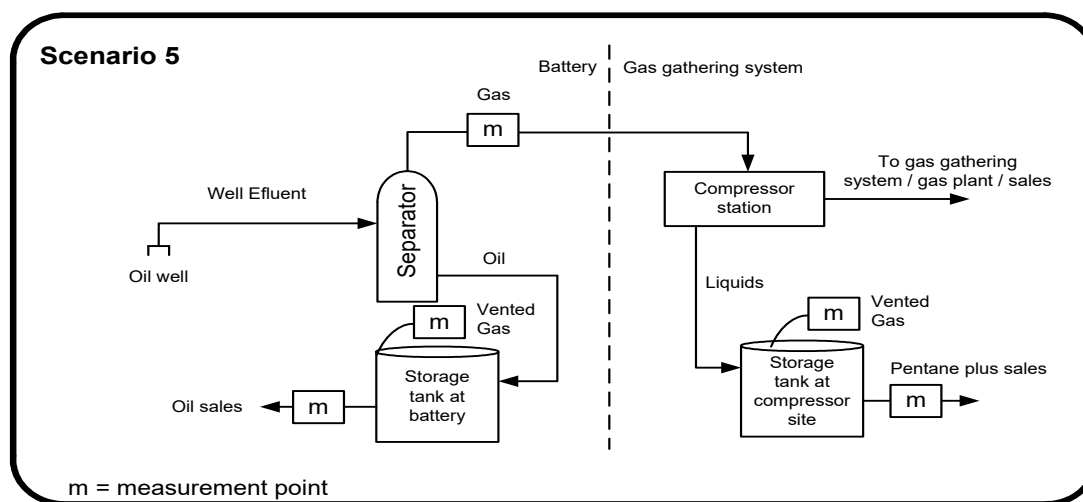 Scenario 5
Battery
Gas gathering system
Gas
m
Well Efluent
Separator
Oil well
Oil
Compressor
station
To gas gathering
system / gas plant / sales
Liquids
m
Vented
Gas
Storage
tank at
battery
Oil sales
m
m
Vented
Gas
Storage
tank at
compressor
site
Pentane plus sales
m
m = measurement point